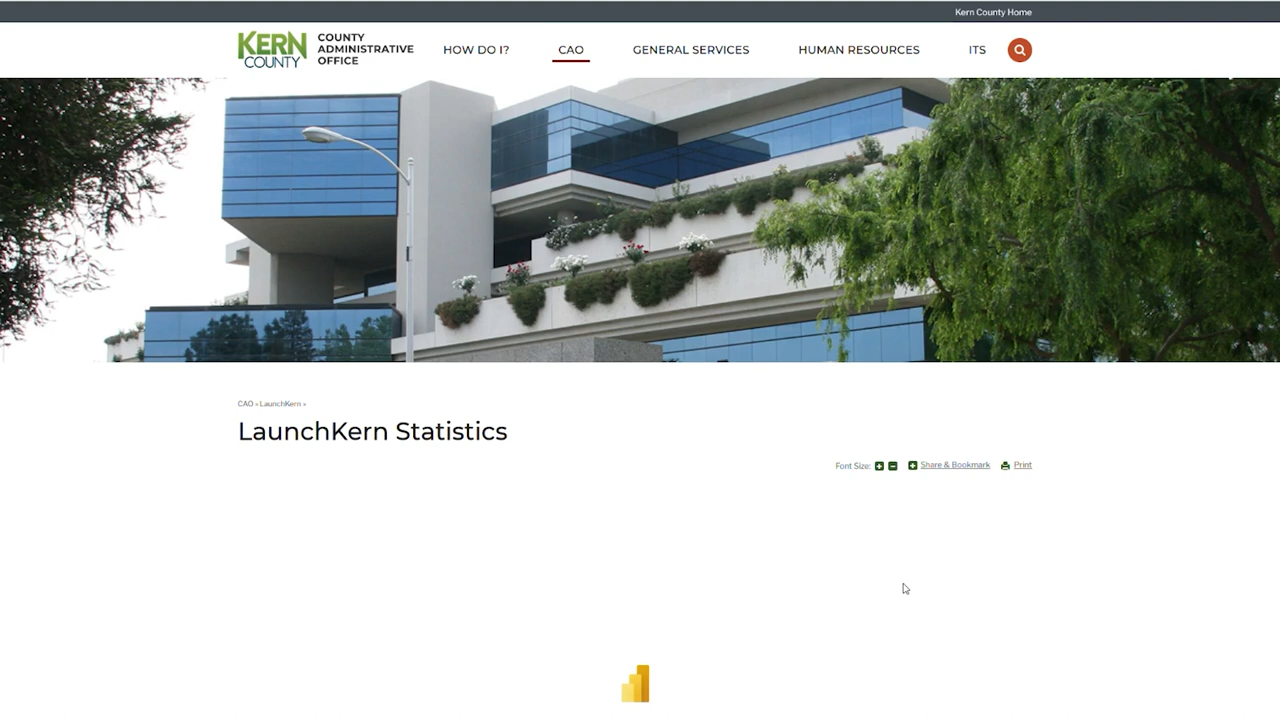 Kern County Home
KERN COUNTY
COUNTY ADMINISTRATIVE OFFICE
HOW DO I?
CAO
GENERAL SERVICES
HUMAN RESOURCES
ITS
CAO » LaunchKern »
LaunchKern Statistics
Font Size:
Share & Bookmark
Print